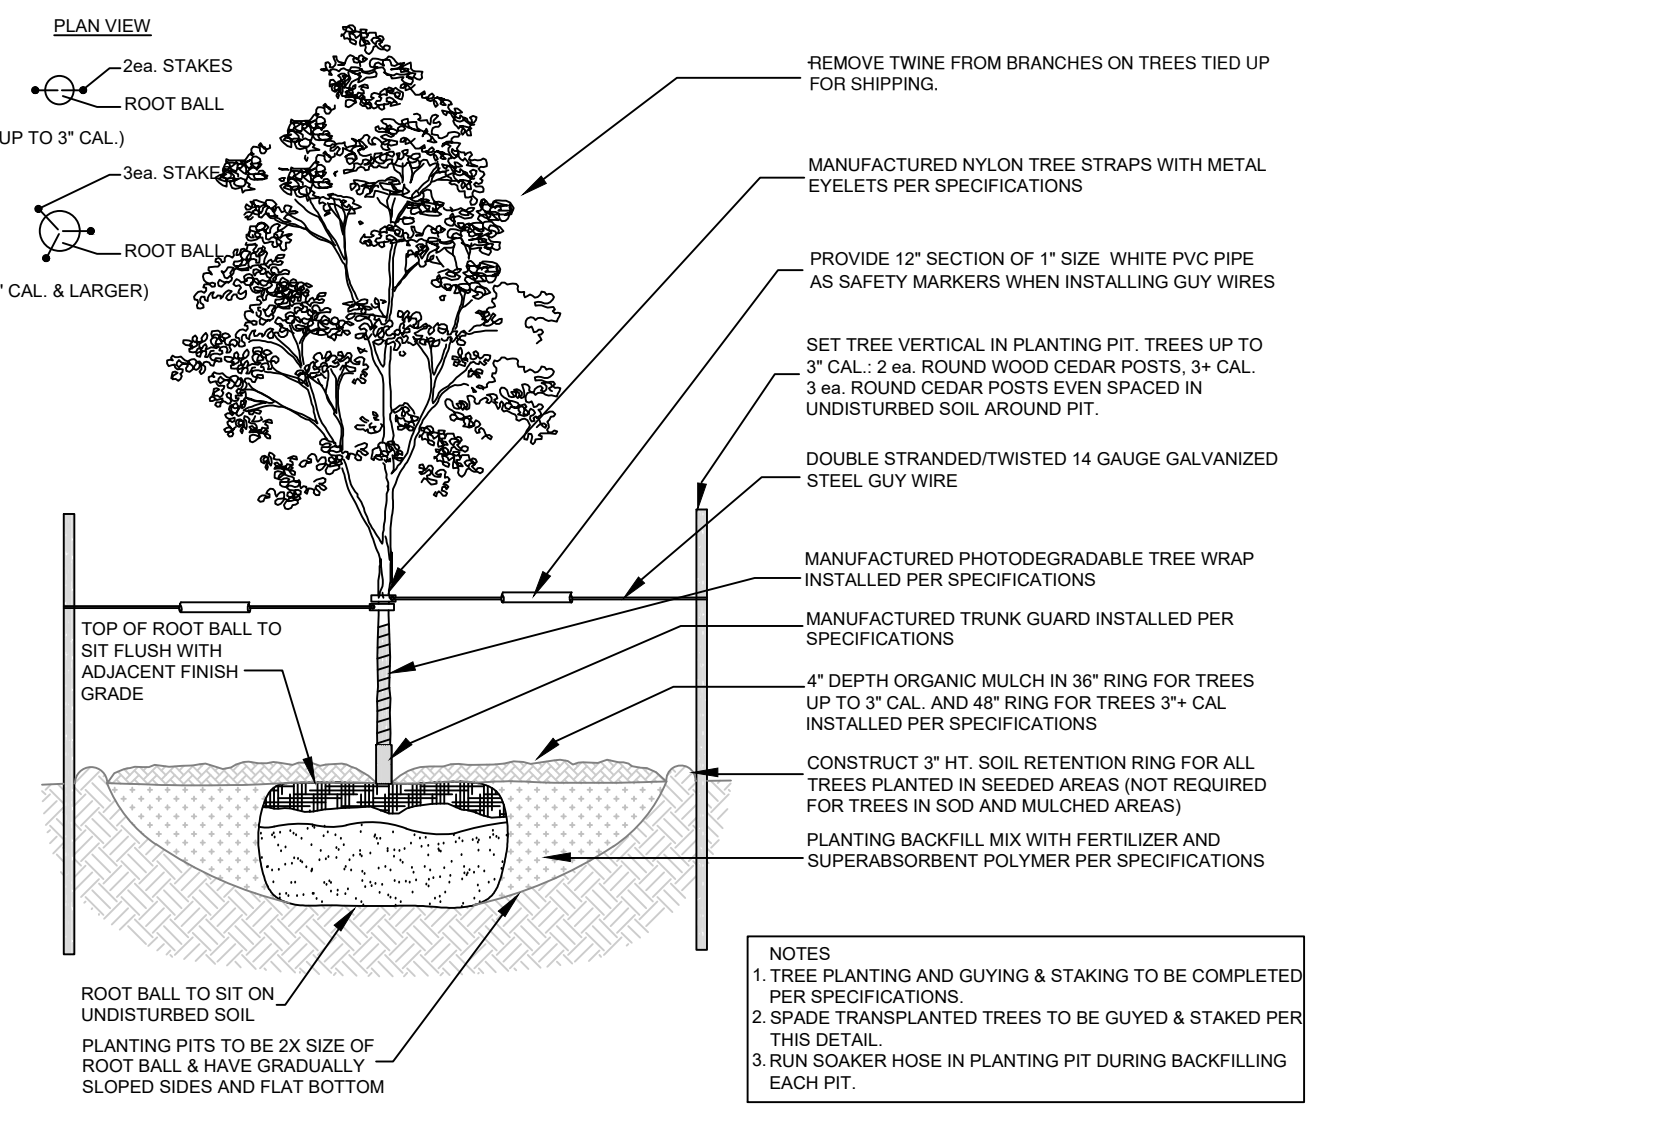 PLAN VIEW
2ea. STAKES
ROOT BALL
UP TO 3" CAL.)
3ea. STAKES
ROOT BALL
" CAL. & LARGER)
REMOVE TWINE FROM BRANCHES ON TREES TIED UP
FOR SHIPPING.
MANUFACTURED NYLON TREE STRAPS WITH METAL
EYELETS PER SPECIFICATIONS
PROVIDE 12" SECTION OF 1" SIZE WHITE PVC PIPE
AS SAFETY MARKERS WHEN INSTALLING GUY WIRES
SET TREE VERTICAL IN PLANTING PIT. TREES UP TO
3" CAL.: 2 ea. ROUND WOOD CEDAR POSTS, 3+ CAL.
3 ea. ROUND CEDAR POSTS EVEN SPACED IN
UNDISTURBED SOIL AROUND PIT.
DOUBLE STRANDED/TWISTED 14 GAUGE GALVANIZED
STEEL GUY WIRE
MANUFACTURED PHOTODEGRADABLE TREE WRAP
INSTALLED PER SPECIFICATIONS
MANUFACTURED TRUNK GUARD INSTALLED PER
SPECIFICATIONS
4" DEPTH ORGANIC MULCH IN 36" RING FOR TREES
UP TO 3" CAL. AND 48" RING FOR TREES 3"+ CAL
INSTALLED PER SPECIFICATIONS
CONSTRUCT 3" HT. SOIL RETENTION RING FOR ALL
TREES PLANTED IN SEEDED AREAS (NOT REQUIRED
FOR TREES IN SOD AND MULCHED AREAS)
PLANTING BACKFILL MIX WITH FERTILIZER AND
SUPERABSORBENT POLYMER PER SPECIFICATIONS
TOP OF ROOT BALL TO
SIT FLUSH WITH
ADJACENT FINISH
GRADE
ROOT BALL TO SIT ON
UNDISTURBED SOIL
PLANTING PITS TO BE 2X SIZE OF
ROOT BALL & HAVE GRADUALLY
SLOPED SIDES AND FLAT BOTTOM
NOTES
1. TREE PLANTING AND GUYING & STAKING TO BE COMPLETED
PER SPECIFICATIONS.
2. SPADE TRANSPLANTED TREES TO BE GUYED & STAKED PER
THIS DETAIL.
3. RUN SOAKER HOSE IN PLANTING PIT DURING BACKFILLING
EACH PIT.